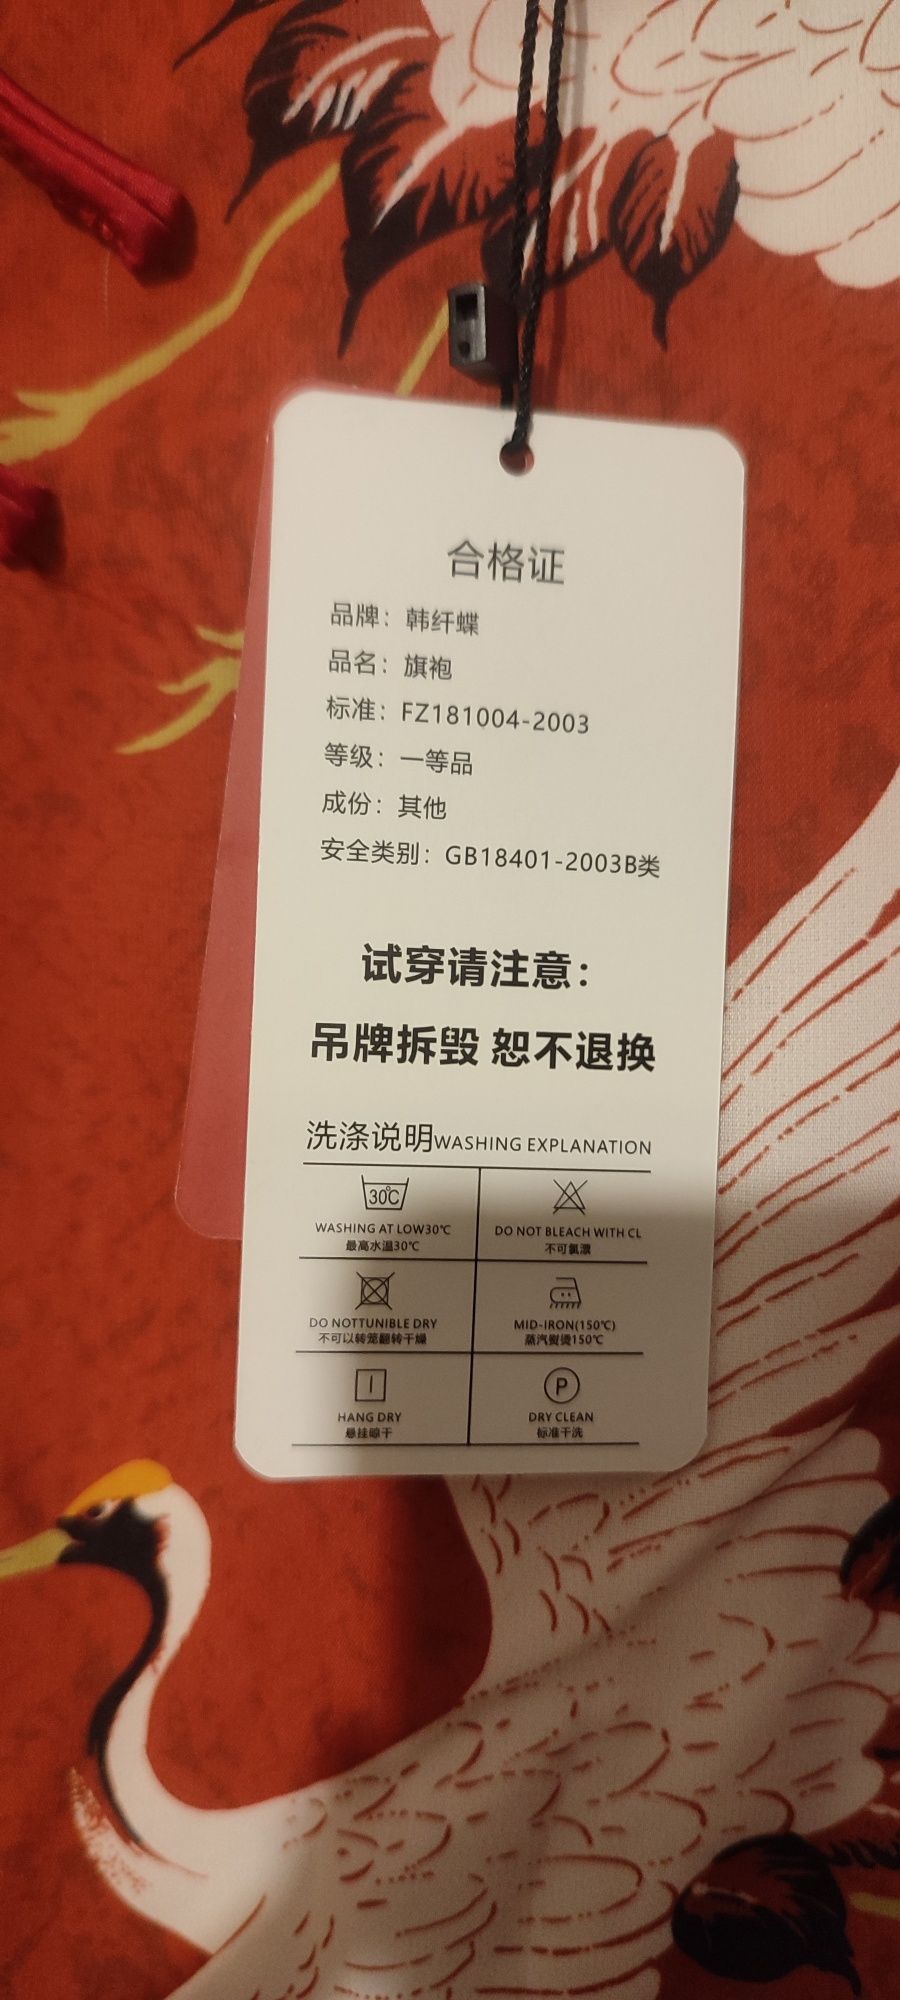 合格证
品牌：韩纤蝶
品名：旗袍
标准：FZ181004-2003
等级：一等品
成份：其他
安全类别：GB18401-2003B类
试穿请注意：
吊牌拆毁 恕不退换
洗涤说明WASHING EXPLANATION
30℃
WASHING AT LOW30℃
最高水温30℃
DO NOT BLEACH WITH CL
不可氯漂
DO NOTTUNIBLE DRY
不可以转笼翻转干燥
MID-IRON(150℃)
蒸汽熨烫150℃
HANG DRY
悬挂晾干
P
DRY CLEAN
标准干洗